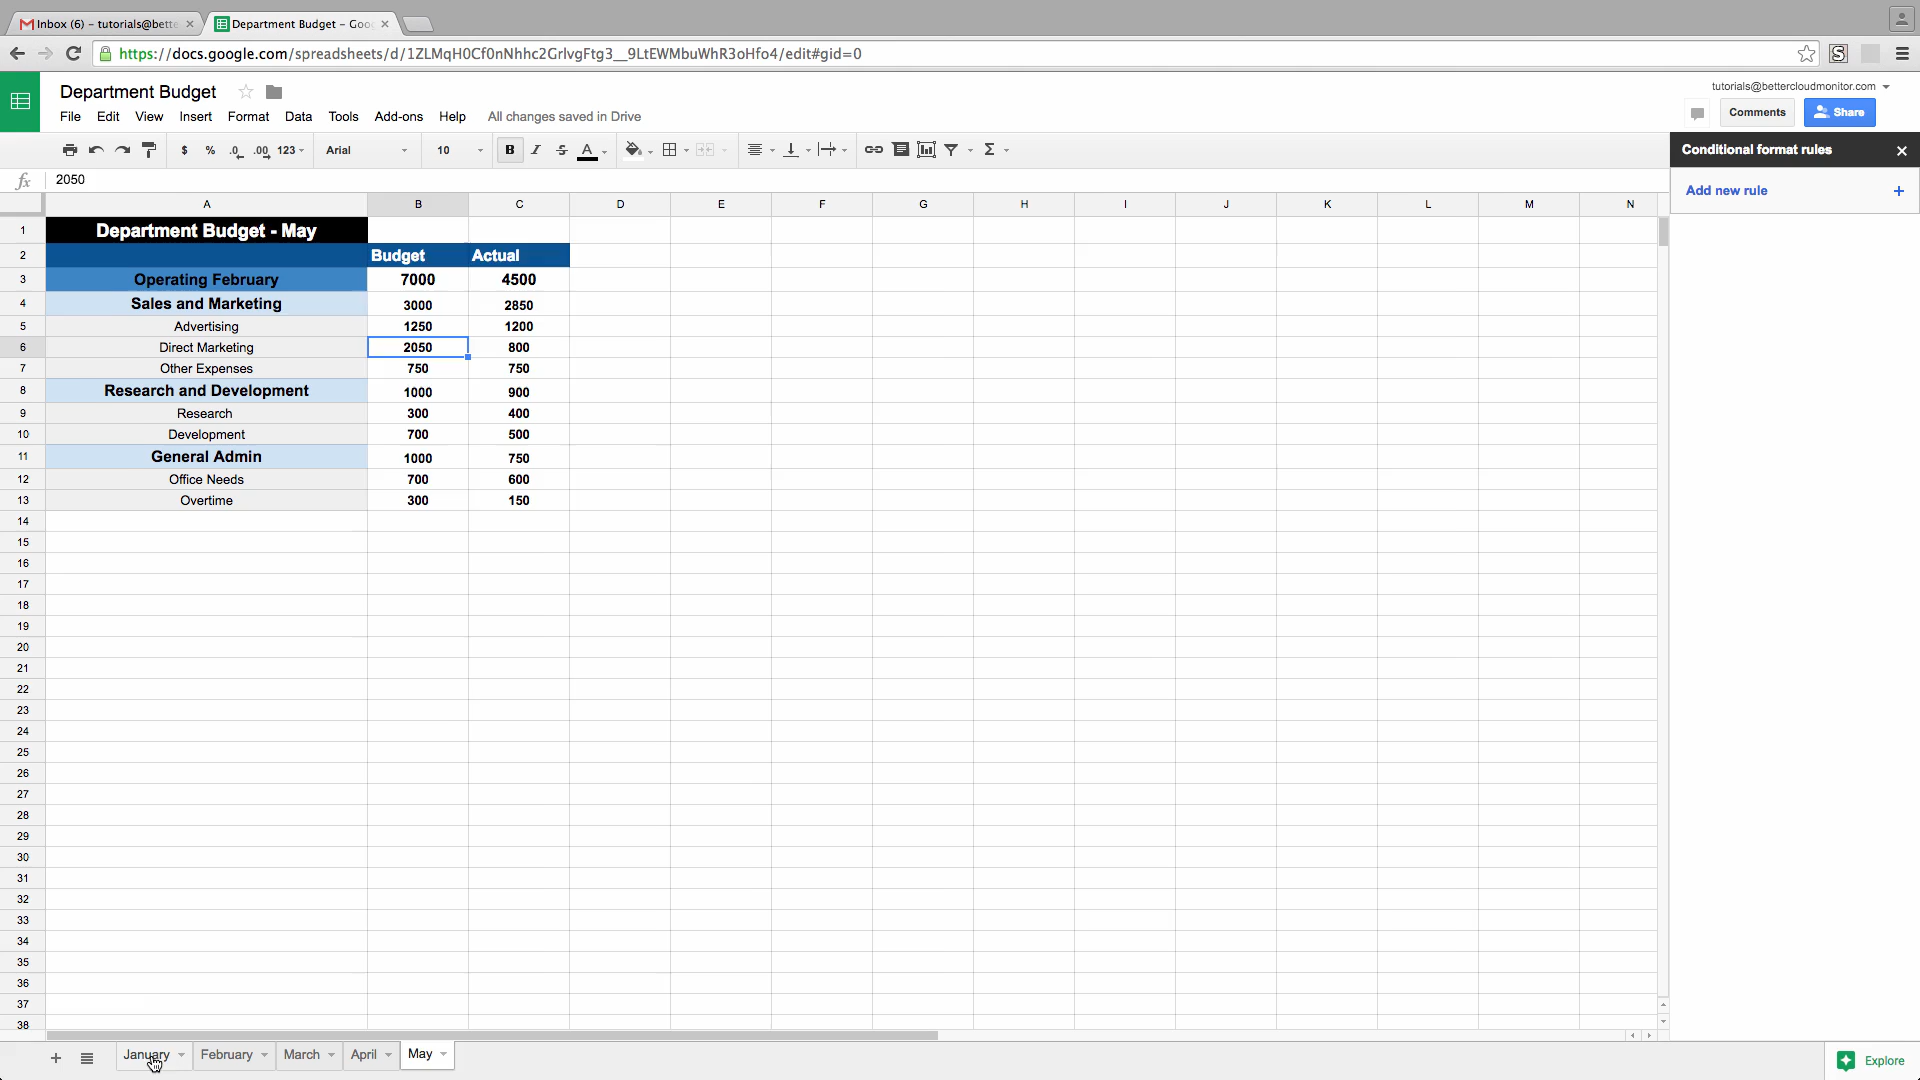 Inbox (6) – tutorials@bette
Department Budget – Goo
https://docs.google.com/spreadsheets/d/1ZLMqH0Cf0nNhhc2GrlvgFtg3__9LtEWMbuWhR3oHfo4/edit#gid=0
Department Budget
tutorials@bettercloudmonitor.com
File Edit View Insert Format Data Tools Add-ons Help All changes saved in Drive
Comments Share
$ % .0 .00 123 Arial 10 B I S A Σ
Conditional format rules
fx 2050
Add new rule +
A B C D E F G H I J K L M N
1 Department Budget - May
2 Budget Actual
3 Operating February 7000 4500
4 Sales and Marketing 3000 2850
5 Advertising 1250 1200
6 Direct Marketing 2050 800
7 Other Expenses 750 750
8 Research and Development 1000 900
9 Research 300 400
10 Development 700 500
11 General Admin 1000 750
12 Office Needs 700 600
13 Overtime 300 150
14
15
16
17
18
19
20
21
22
23
24
25
26
27
28
29
30
31
32
33
34
35
36
37
38
+ January February March April May
Explore